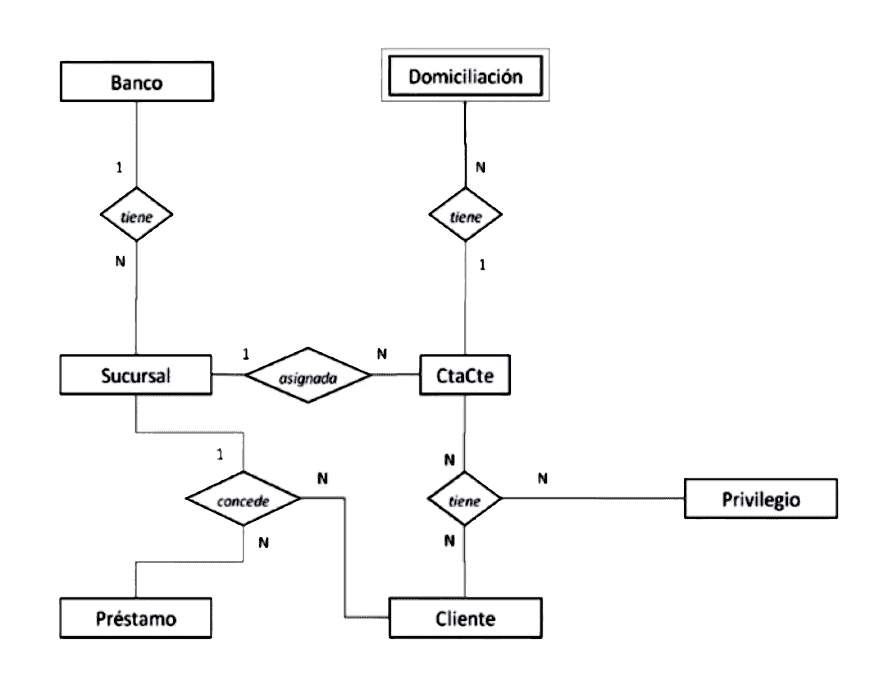 Banco
Domiciliación
1
N
tiene
tiene
N
1
1
N
Sucursal
asignada
CtaCte
1
N
N
N
concede
tiene
Privilegio
N
N
Préstamo
Cliente